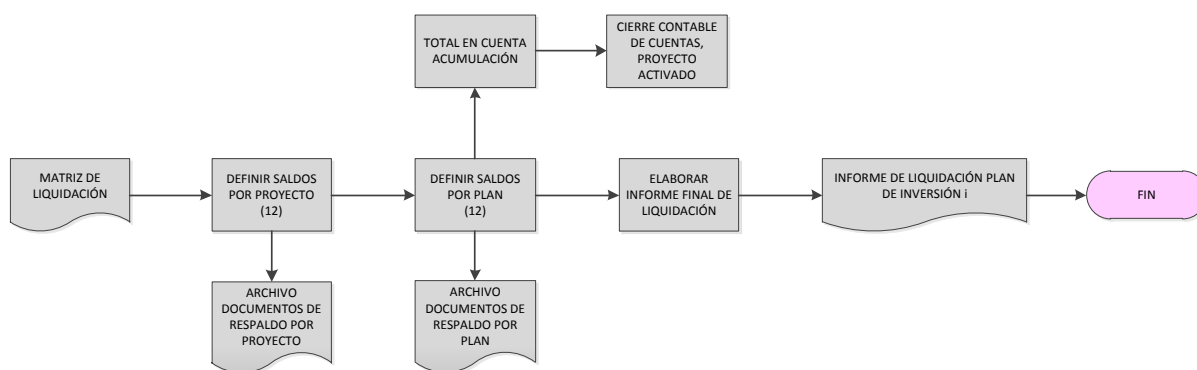 TOTAL EN CUENTA
ACUMULACIÓN
CIERRE CONTABLE
DE CUENTAS,
PROYECTO
ACTIVADO
MATRIZ DE
LIQUIDACIÓN
DEFINIR SALDOS
POR PROYECTO
(12)
DEFINIR SALDOS
POR PLAN
(12)
ELABORAR
INFORME FINAL DE
LIQUIDACIÓN
INFORME DE LIQUIDACIÓN PLAN
DE INVERSIÓN i
FIN
ARCHIVO
DOCUMENTOS DE
RESPALDO POR
PROYECTO
ARCHIVO
DOCUMENTOS DE
RESPALDO POR
PLAN